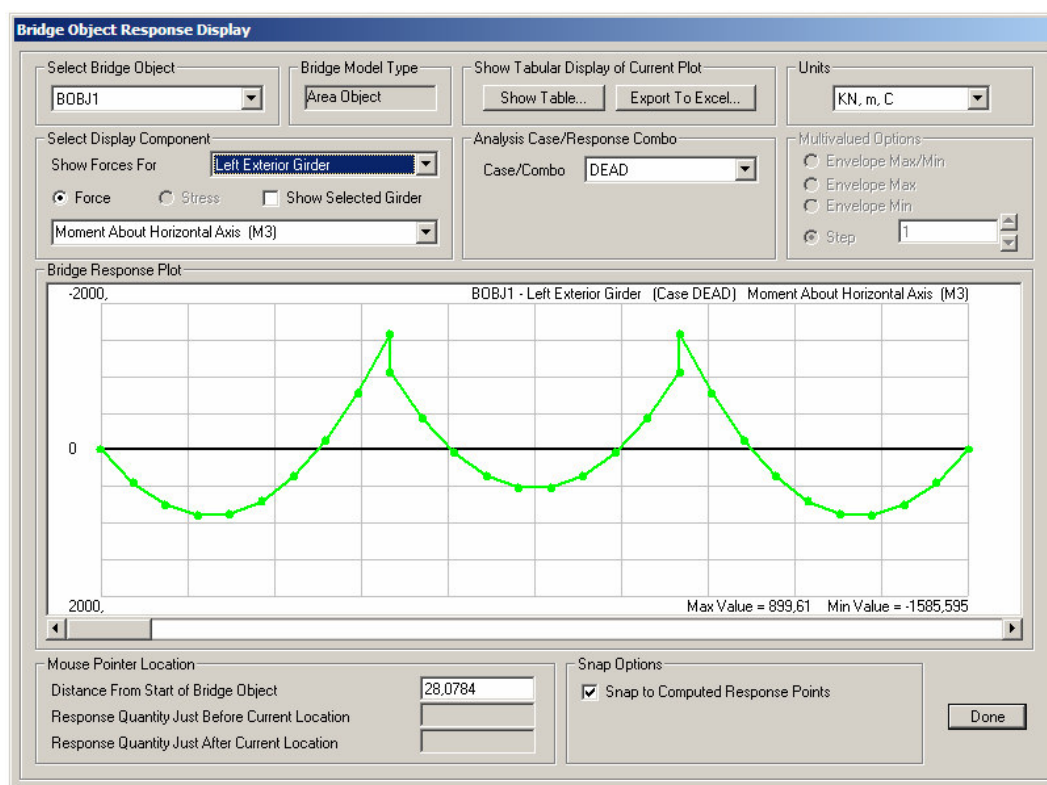 Bridge Object Response Display
Select Bridge Object
BOBJ1
Bridge Model Type
Area Object
Show Tabular Display of Current Plot
Show Table...
Export To Excel...
Units
KN, m, C
Select Display Component
Show Forces For
Left Exterior Girder
Force
Stress
Show Selected Girder
Moment About Horizontal Axis (M3)
Analysis Case/Response Combo
Case/Combo
DEAD
Multivalued Options
Envelope Max/Min
Envelope Max
Envelope Min
Step
1
Bridge Response Plot
-2000,
BOBJ1 - Left Exterior Girder (Case DEAD) Moment About Horizontal Axis (M3)
0
2000,
Max Value = 899,61 Min Value = -1585,595
Mouse Pointer Location
Distance From Start of Bridge Object
28,0784
Response Quantity Just Before Current Location
Response Quantity Just After Current Location
Snap Options
Snap to Computed Response Points
Done